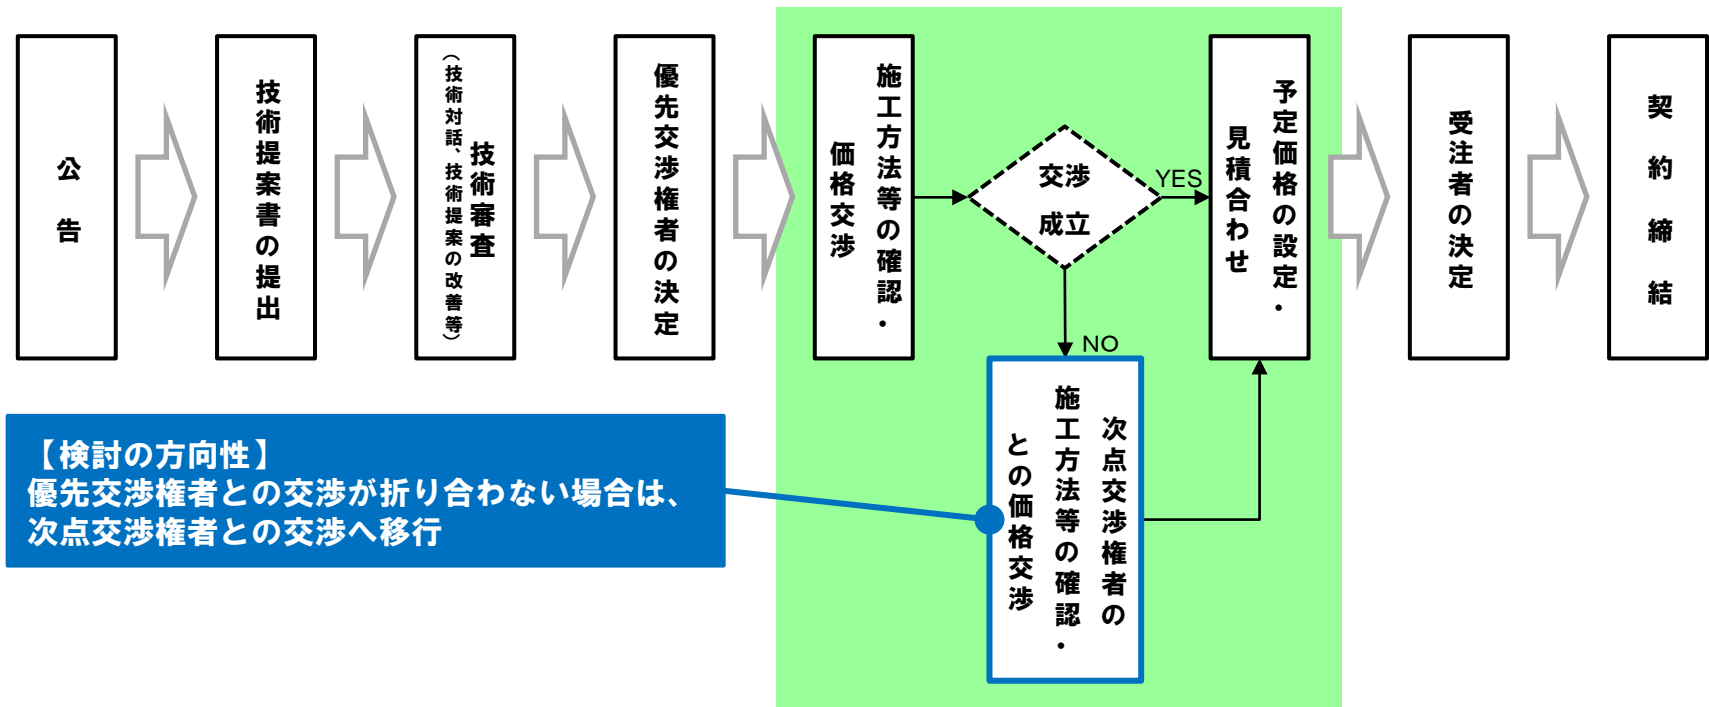 公告
技術提案書の提出
技術審査
（技術対話、技術提案の改善等）
優先交渉権者の決定
施工方法等の確認・
価格交渉
交渉
成立
YES
NO
次点交渉権者の
施工方法等の確認・
との価格交渉
予定価格の設定・
見積合わせ
受注者の決定
契約締結
【検討の方向性】
優先交渉権者との交渉が折り合わない場合は、
次点交渉権者との交渉へ移行